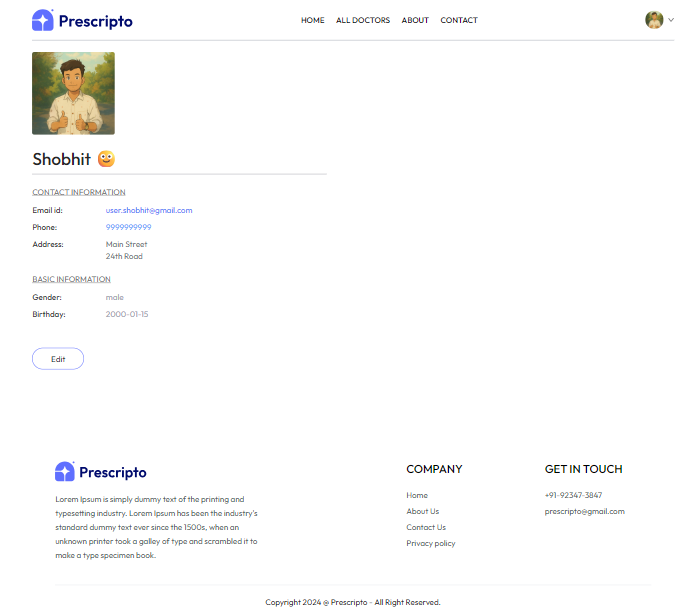 Prescripto
HOME ALL DOCTORS ABOUT CONTACT
Shobhit
CONTACT INFORMATION
Email id: user.shobhit@gmail.com
Phone: 9999999999
Address: Main Street
24th Road
BASIC INFORMATION
Gender: male
Birthday: 2000-01-15
Edit
Prescripto
Lorem Ipsum is simply dummy text of the printing and
typesetting industry. Lorem Ipsum has been the industry's
standard dummy text ever since the 1500s, when an
unknown printer took a galley of type and scrambled it to
make a type specimen book.
COMPANY
Home
About Us
Contact Us
Privacy policy
GET IN TOUCH
+91-92347-3847
prescripto@gmail.com
Copyright 2024 @ Prescripto - All Right Reserved.